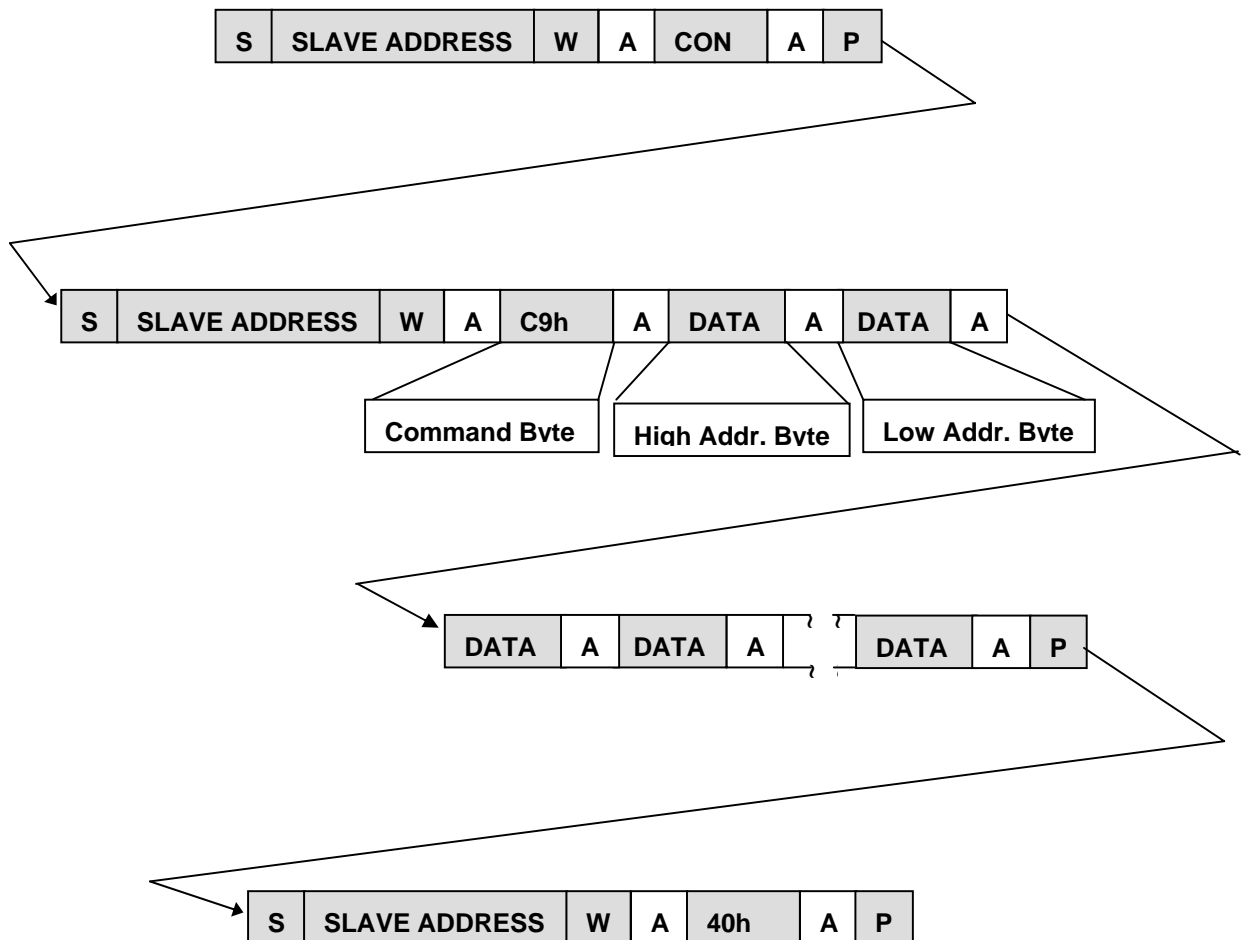 S SLAVE ADDRESS W A CON A P
S SLAVE ADDRESS W A C9h A DATA A DATA A
Command Byte High Addr. Byte Low Addr. Byte
DATA A DATA A ~ ~ DATA A P
S SLAVE ADDRESS W A 40h A P